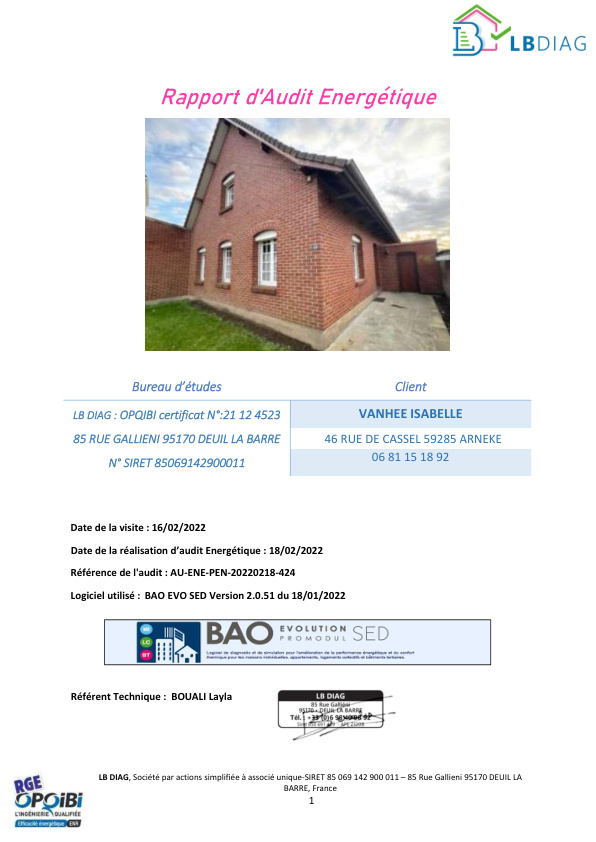 LBDIAG
Rapport d'Audit Energétique
Bureau d'études
Client
LB DIAG : OPQIBI certificat N°:21 12 4523
VANHEE ISABELLE
85 RUE GALLIENI 95170 DEUIL LA BARRE
46 RUE DE CASSEL 59285 ARNEKE
N° SIRET 85069142900011
06 81 15 18 92
Date de la visite : 16/02/2022
Date de la réalisation d'audit Energétique : 18/02/2022
Référence de l'audit : AU-ENE-PEN-20220218-424
Logiciel utilisé : BAO EVO SED Version 2.0.51 du 18/01/2022
BAO EVOLUTION SED
PROMODUL
LC
BT
Logiciel de diagnostic et de simulation pour l'amélioration de la performance énergétique et du confort
thermique pour les maisons individuelles, appartements, logements collectifs et bâtiments tertiaires.
Référent Technique : BOUALI Layla
LB DIAG
85 Rue Gallieni
95170 - DEUIL LA BARRE
LB DIAG, Société par actions simplifiée à associé unique-SIRET 85 069 142 900 011 – 85 Rue Gallieni 95170 DEUIL LA
BARRE, France
1
RGE
OPQIBI
L'INGÉNIERIE QUALIFIÉE
Efficacité énergétique ENR